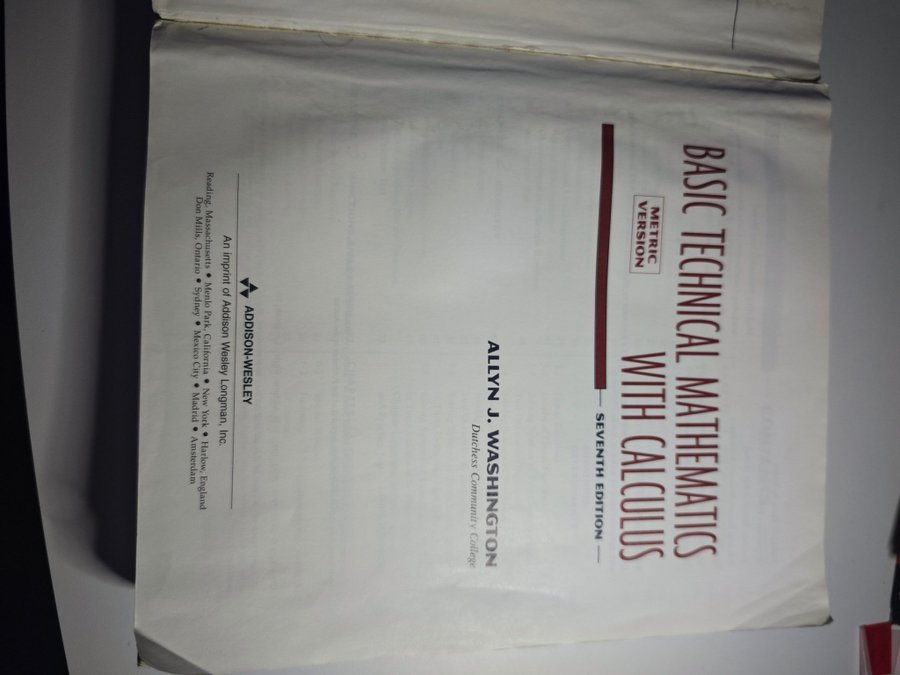 BASIC TECHNICAL MATHEMATICS
WITH CALCULUS
METRIC
VERSION
SEVENTH EDITION
ALLYN J. WASHINGTON
Dutchess Community College
ADDISON-WESLEY
An imprint of Addison Wesley Longman, Inc.
Reading, Massachusetts • Menlo Park, California • New York • Harlow, England
Don Mills, Ontario • Sydney • Mexico City • Madrid • Amsterdam